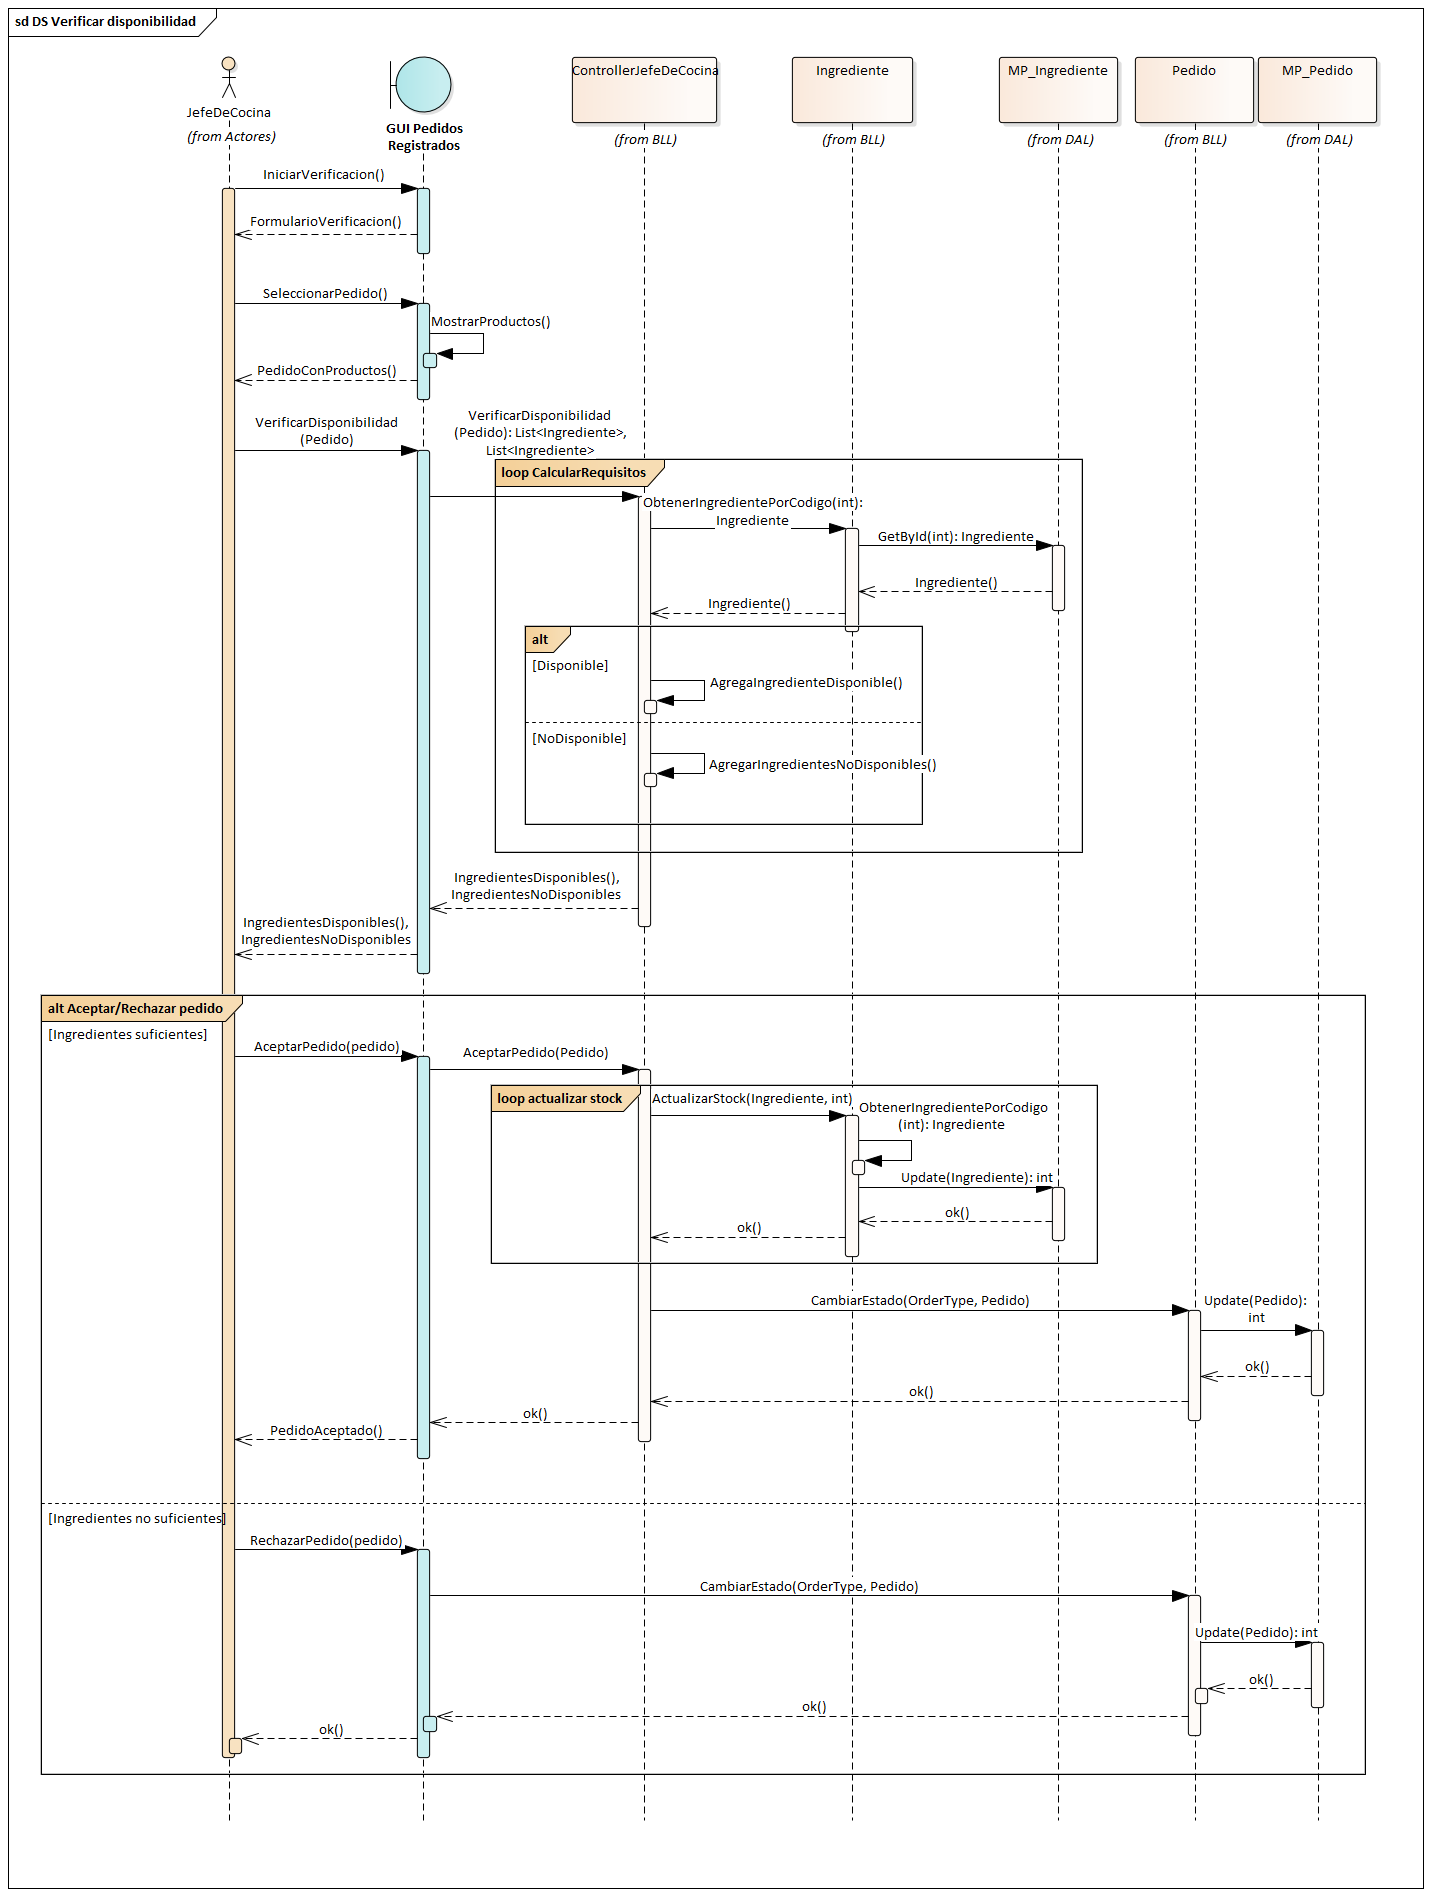 sd DS Verificar disponibilidad
JefeDeCocina
(from Actores)
GUI Pedidos
Registrados
ControllerJefeDeCocina
(from BLL)
Ingrediente
(from BLL)
MP_Ingrediente
(from DAL)
Pedido
(from BLL)
MP_Pedido
(from DAL)
IniciarVerificacion()
FormularioVerificacion()
SeleccionarPedido()
MostrarProductos()
PedidoConProductos()
VerificarDisponibilidad
(Pedido)
VerificarDisponibilidad
(Pedido): List<Ingrediente>,
List<Ingrediente>
loop CalcularRequisitos
ObtenerIngredientePorCodigo(int):
Ingrediente
GetById(int): Ingrediente
Ingrediente()
Ingrediente()
alt
[Disponible]
AgregaIngredienteDisponible()
[NoDisponible]
AgregarIngredientesNoDisponibles()
IngredientesDisponibles(),
IngredientesNoDisponibles
IngredientesDisponibles(),
IngredientesNoDisponibles
alt Aceptar/Rechazar pedido
[Ingredientes suficientes]
AceptarPedido(pedido)
AceptarPedido(Pedido)
loop actualizar stock
ActualizarStock(Ingrediente, int)
ObtenerIngredientePorCodigo
(int): Ingrediente
Update(Ingrediente): int
ok()
ok()
CambiarEstado(OrderType, Pedido)
Update(Pedido):
int
ok()
ok()
ok()
PedidoAceptado()
[Ingredientes no suficientes]
RechazarPedido(pedido)
CambiarEstado(OrderType, Pedido)
Update(Pedido): int
ok()
ok()
ok()